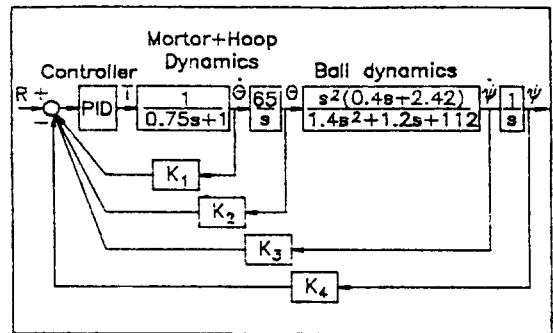 Mortor+Hoop
Dynamics
Controller
Ball dynamics
R +
−
PID
i
1
0.75s+1
Θ̇
65
s
Θ
s²(0.4s+2.42)
1.4s²+1.2s+112
ψ̇
1
s
ψ
K₁
K₂
K₃
K₄